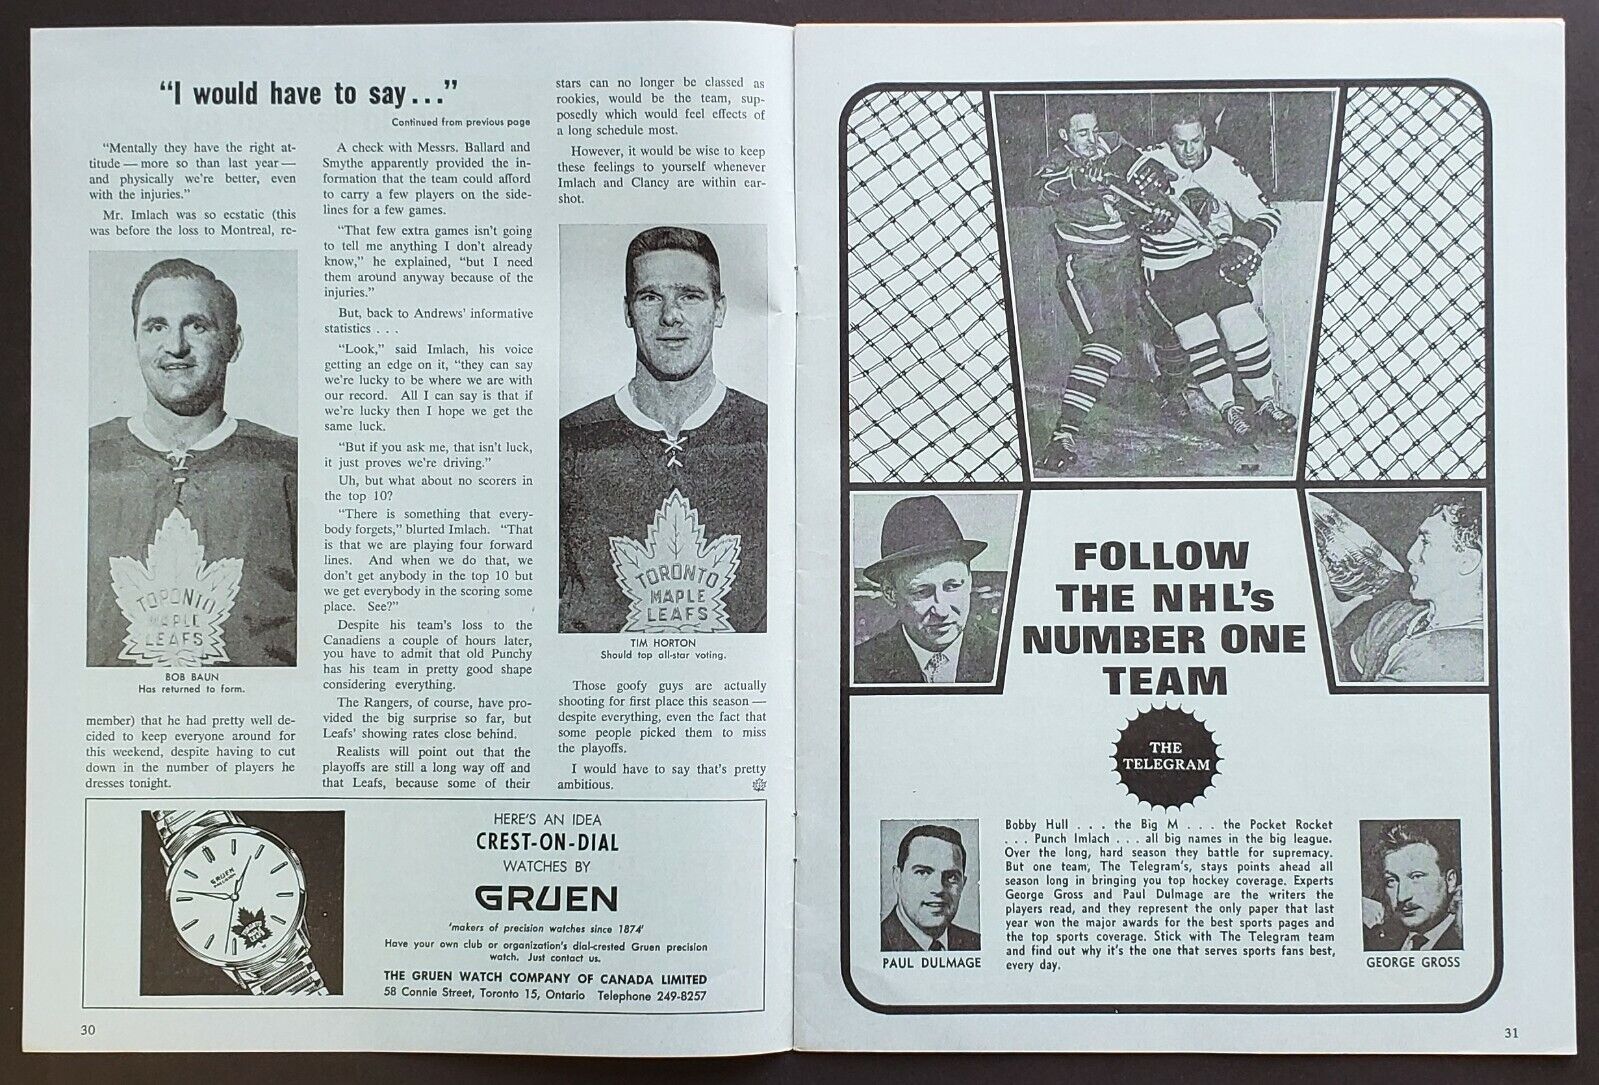 "I would have to say..."
Continued from previous page
"Mentally they have the right at-
titude — more so than last year —
and physically we're better, even
with the injuries."
Mr. Imlach was so ecstatic (this
was before the loss to Montreal, re-
TORONTO
MAPLE
LEAFS
BOB BAUN
Has returned to form.
member) that he had pretty well de-
cided to keep everyone around for
this weekend, despite having to cut
down in the number of players he
dresses tonight.
A check with Messrs. Ballard and
Smythe apparently provided the in-
formation that the team could afford
to carry a few players on the side-
lines for a few games.
"That few extra games isn't going
to tell me anything I don't already
know," he explained, "but I need
them around anyway because of the
injuries."
But, back to Andrews' informative
statistics . . .
"Look," said Imlach, his voice
getting an edge on it, "they can say
we're lucky to be where we are with
our record. All I can say is that if
we're lucky then I hope we get the
same luck.
"But if you ask me, that isn't luck,
it just proves we're driving."
Uh, but what about no scorers in
the top 10?
"There is something that every-
body forgets," blurted Imlach. "That
is that we are playing four forward
lines. And when we do that, we
don't get anybody in the top 10 but
we get everybody in the scoring some
place. See?"
Despite his team's loss to the
Canadiens a couple of hours later,
you have to admit that old Punchy
has his team in pretty good shape
considering everything.
The Rangers, of course, have pro-
vided the big surprise so far, but
Leafs' showing rates close behind.
Realists will point out that the
playoffs are still a long way off and
that Leafs, because some of their
stars can no longer be classed as
rookies, would be the team, sup-
posedly which would feel effects of
a long schedule most.
However, it would be wise to keep
these feelings to yourself whenever
Imlach and Clancy are within ear-
shot.
TORONTO
MAPLE
LEAFS
TIM HORTON
Should top all-star voting.
Those goofy guys are actually
shooting for first place this season —
despite everything, even the fact that
some people picked them to miss
the playoffs.
I would have to say that's pretty
ambitious.
GRUEN
PRECISION
HERE'S AN IDEA
CREST-ON-DIAL
WATCHES BY
GRUEN
'makers of precision watches since 1874'
Have your own club or organization's dial-crested Gruen precision
watch. Just contact us.
THE GRUEN WATCH COMPANY OF CANADA LIMITED
58 Connie Street, Toronto 15, Ontario Telephone 249-8257
30
FOLLOW
THE NHL's
NUMBER ONE
TEAM
THE
TELEGRAM
Bobby Hull . . . the Big M . . . the Pocket Rocket
. . . Punch Imlach . . . all big names in the big league.
Over the long, hard season they battle for supremacy.
But one team, The Telegram's, stays points ahead all
season long in bringing you top hockey coverage. Experts
George Gross and Paul Dulmage are the writers the
players read, and they represent the only paper that last
year won the major awards for the best sports pages and
the top sports coverage. Stick with The Telegram team
and find out why it's the one that serves sports fans best,
every day.
PAUL DULMAGE
GEORGE GROSS
31